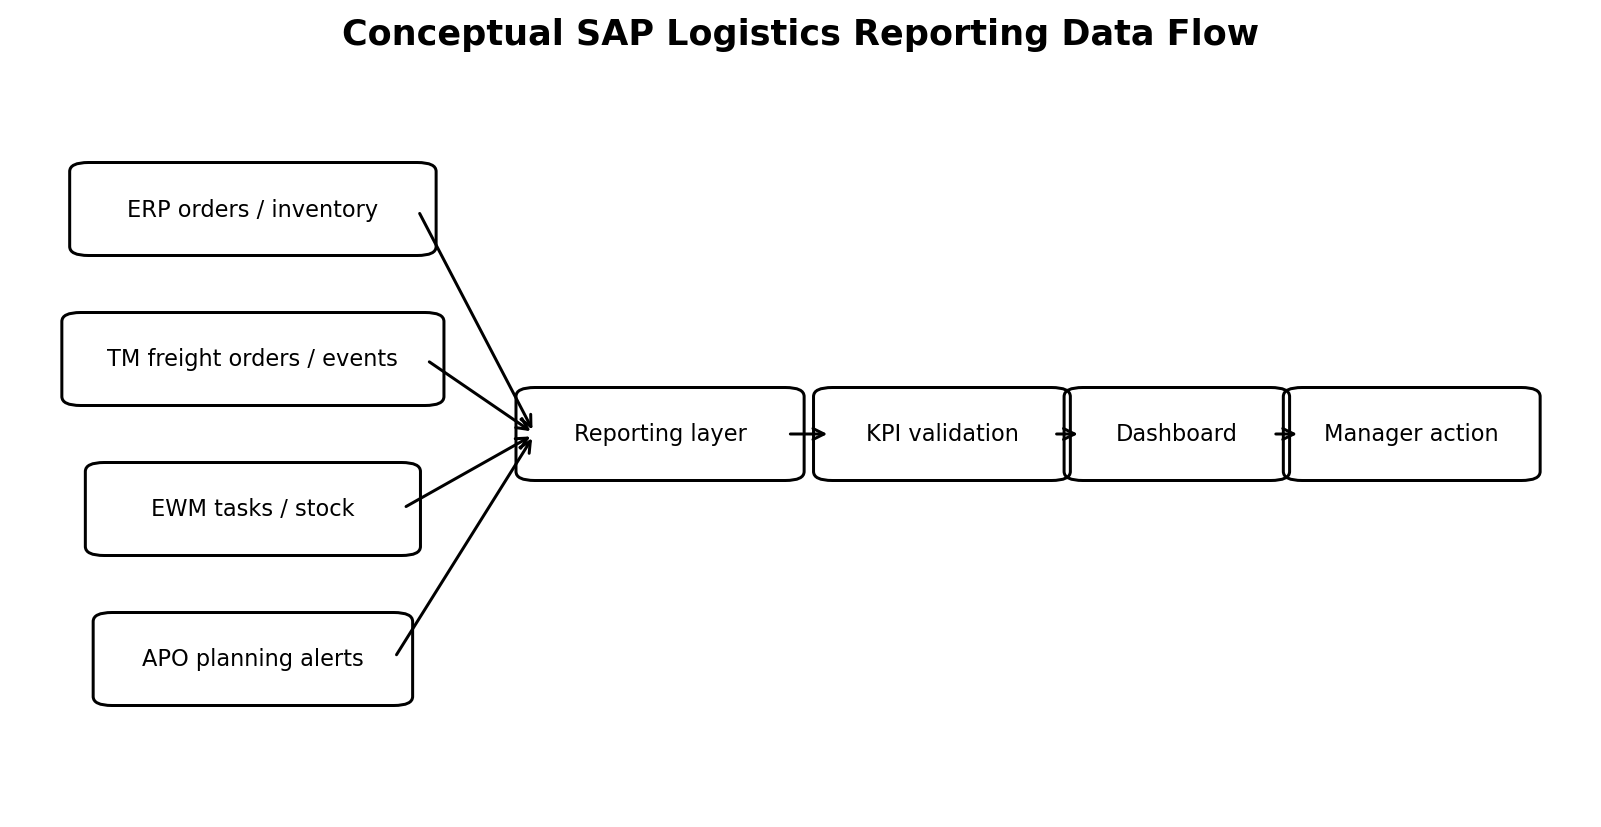 Conceptual SAP Logistics Reporting Data Flow
ERP orders / inventory
TM freight orders / events
EWM tasks / stock
APO planning alerts
Reporting layer
KPI validation
Dashboard
Manager action